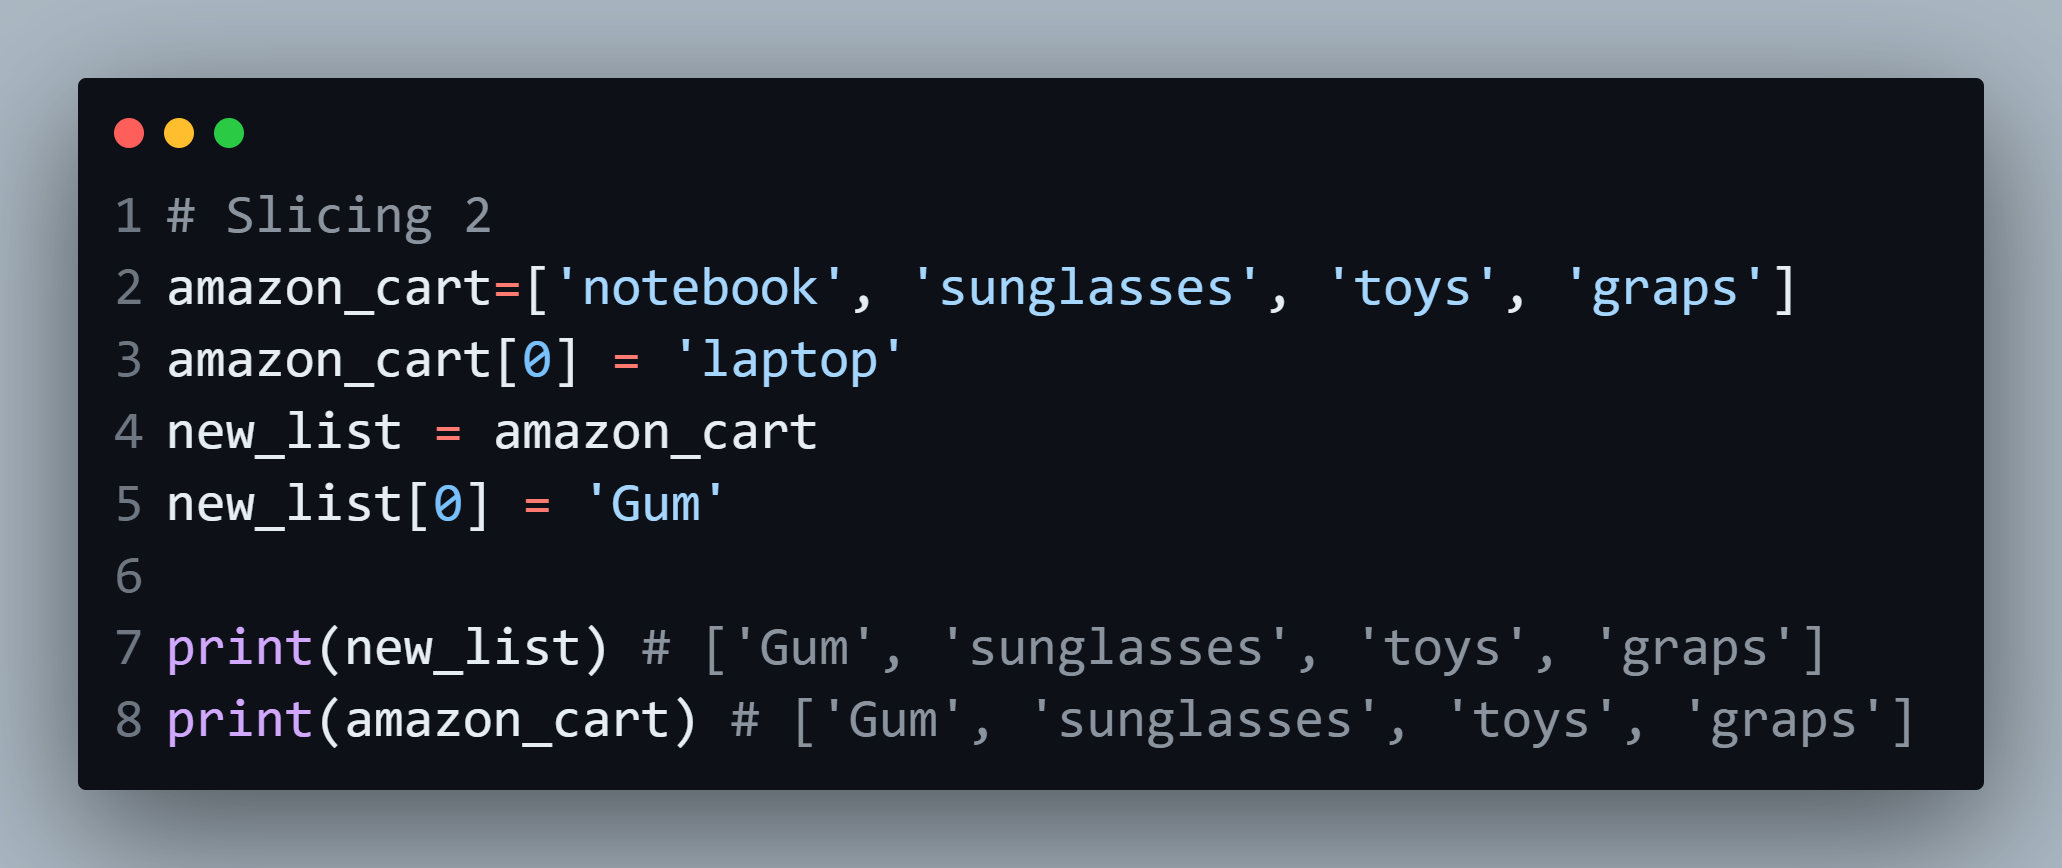 1 # Slicing 2
2 amazon_cart=['notebook', 'sunglasses', 'toys', 'graps']
3 amazon_cart[0] = 'laptop'
4 new_list = amazon_cart
5 new_list[0] = 'Gum'
6
7 print(new_list) # ['Gum', 'sunglasses', 'toys', 'graps']
8 print(amazon_cart) # ['Gum', 'sunglasses', 'toys', 'graps']